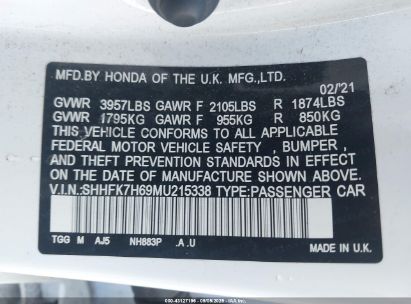 MFD.BY HONDA OF THE U.K. MFG.,LTD.
02/'21
GVWR 3957LBS GAWR F 2105LBS R 1874LBS
GVWR 1795KG GAWR F 955KG R 850KG
THIS VEHICLE CONFORMS TO ALL APPLICABLE
FEDERAL MOTOR VEHICLE SAFETY , BUMPER ,
AND THEFT PREVENTION STANDARDS IN EFFECT
ON THE DATE OF MANUFACTURE SHOWN ABOVE.
V.I.N.:SHHFK7H69MU215338 TYPE:PASSENGER CAR
TGG M AJ5 NH883P .A .U
MADE IN U.K.